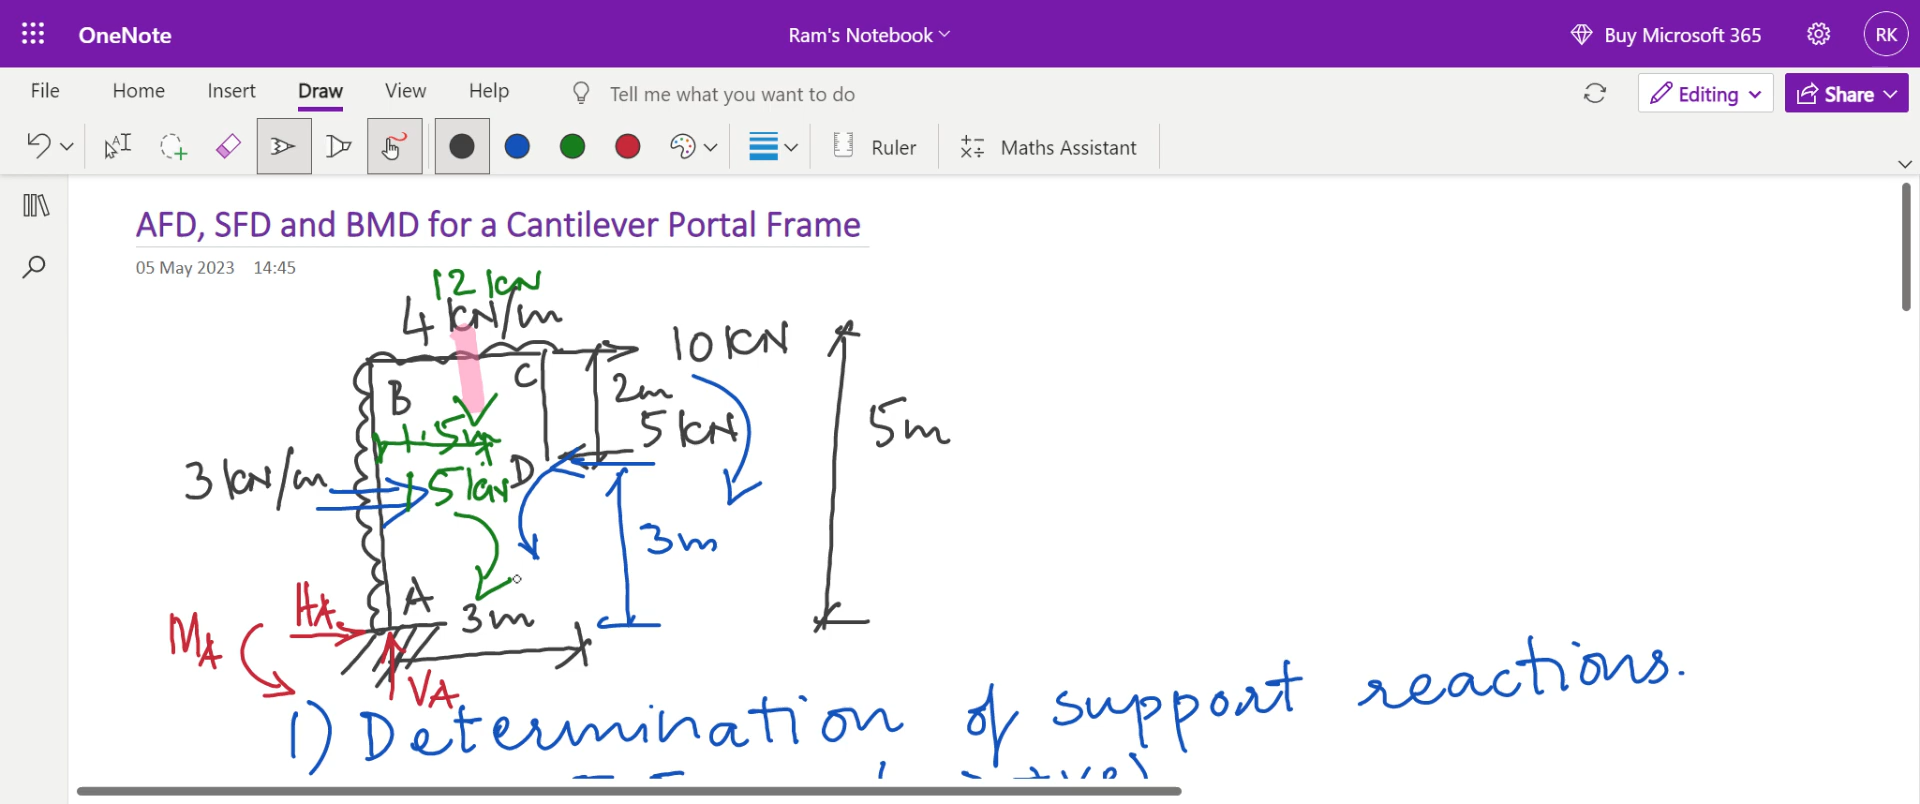 OneNote
Ram's Notebook
Buy Microsoft 365
RK
File Home Insert Draw View Help
Tell me what you want to do
Editing
Share
Ruler
Maths Assistant
AFD, SFD and BMD for a Cantilever Portal Frame
05 May 2023 14:45
12 kN
4 kN/m
10 KN
B
C
2m
1.5m
5 kN
5m
3 kN/m
15 kN
D
3m
A
3m
HA
MA
VA
1) Determination of support reactions.